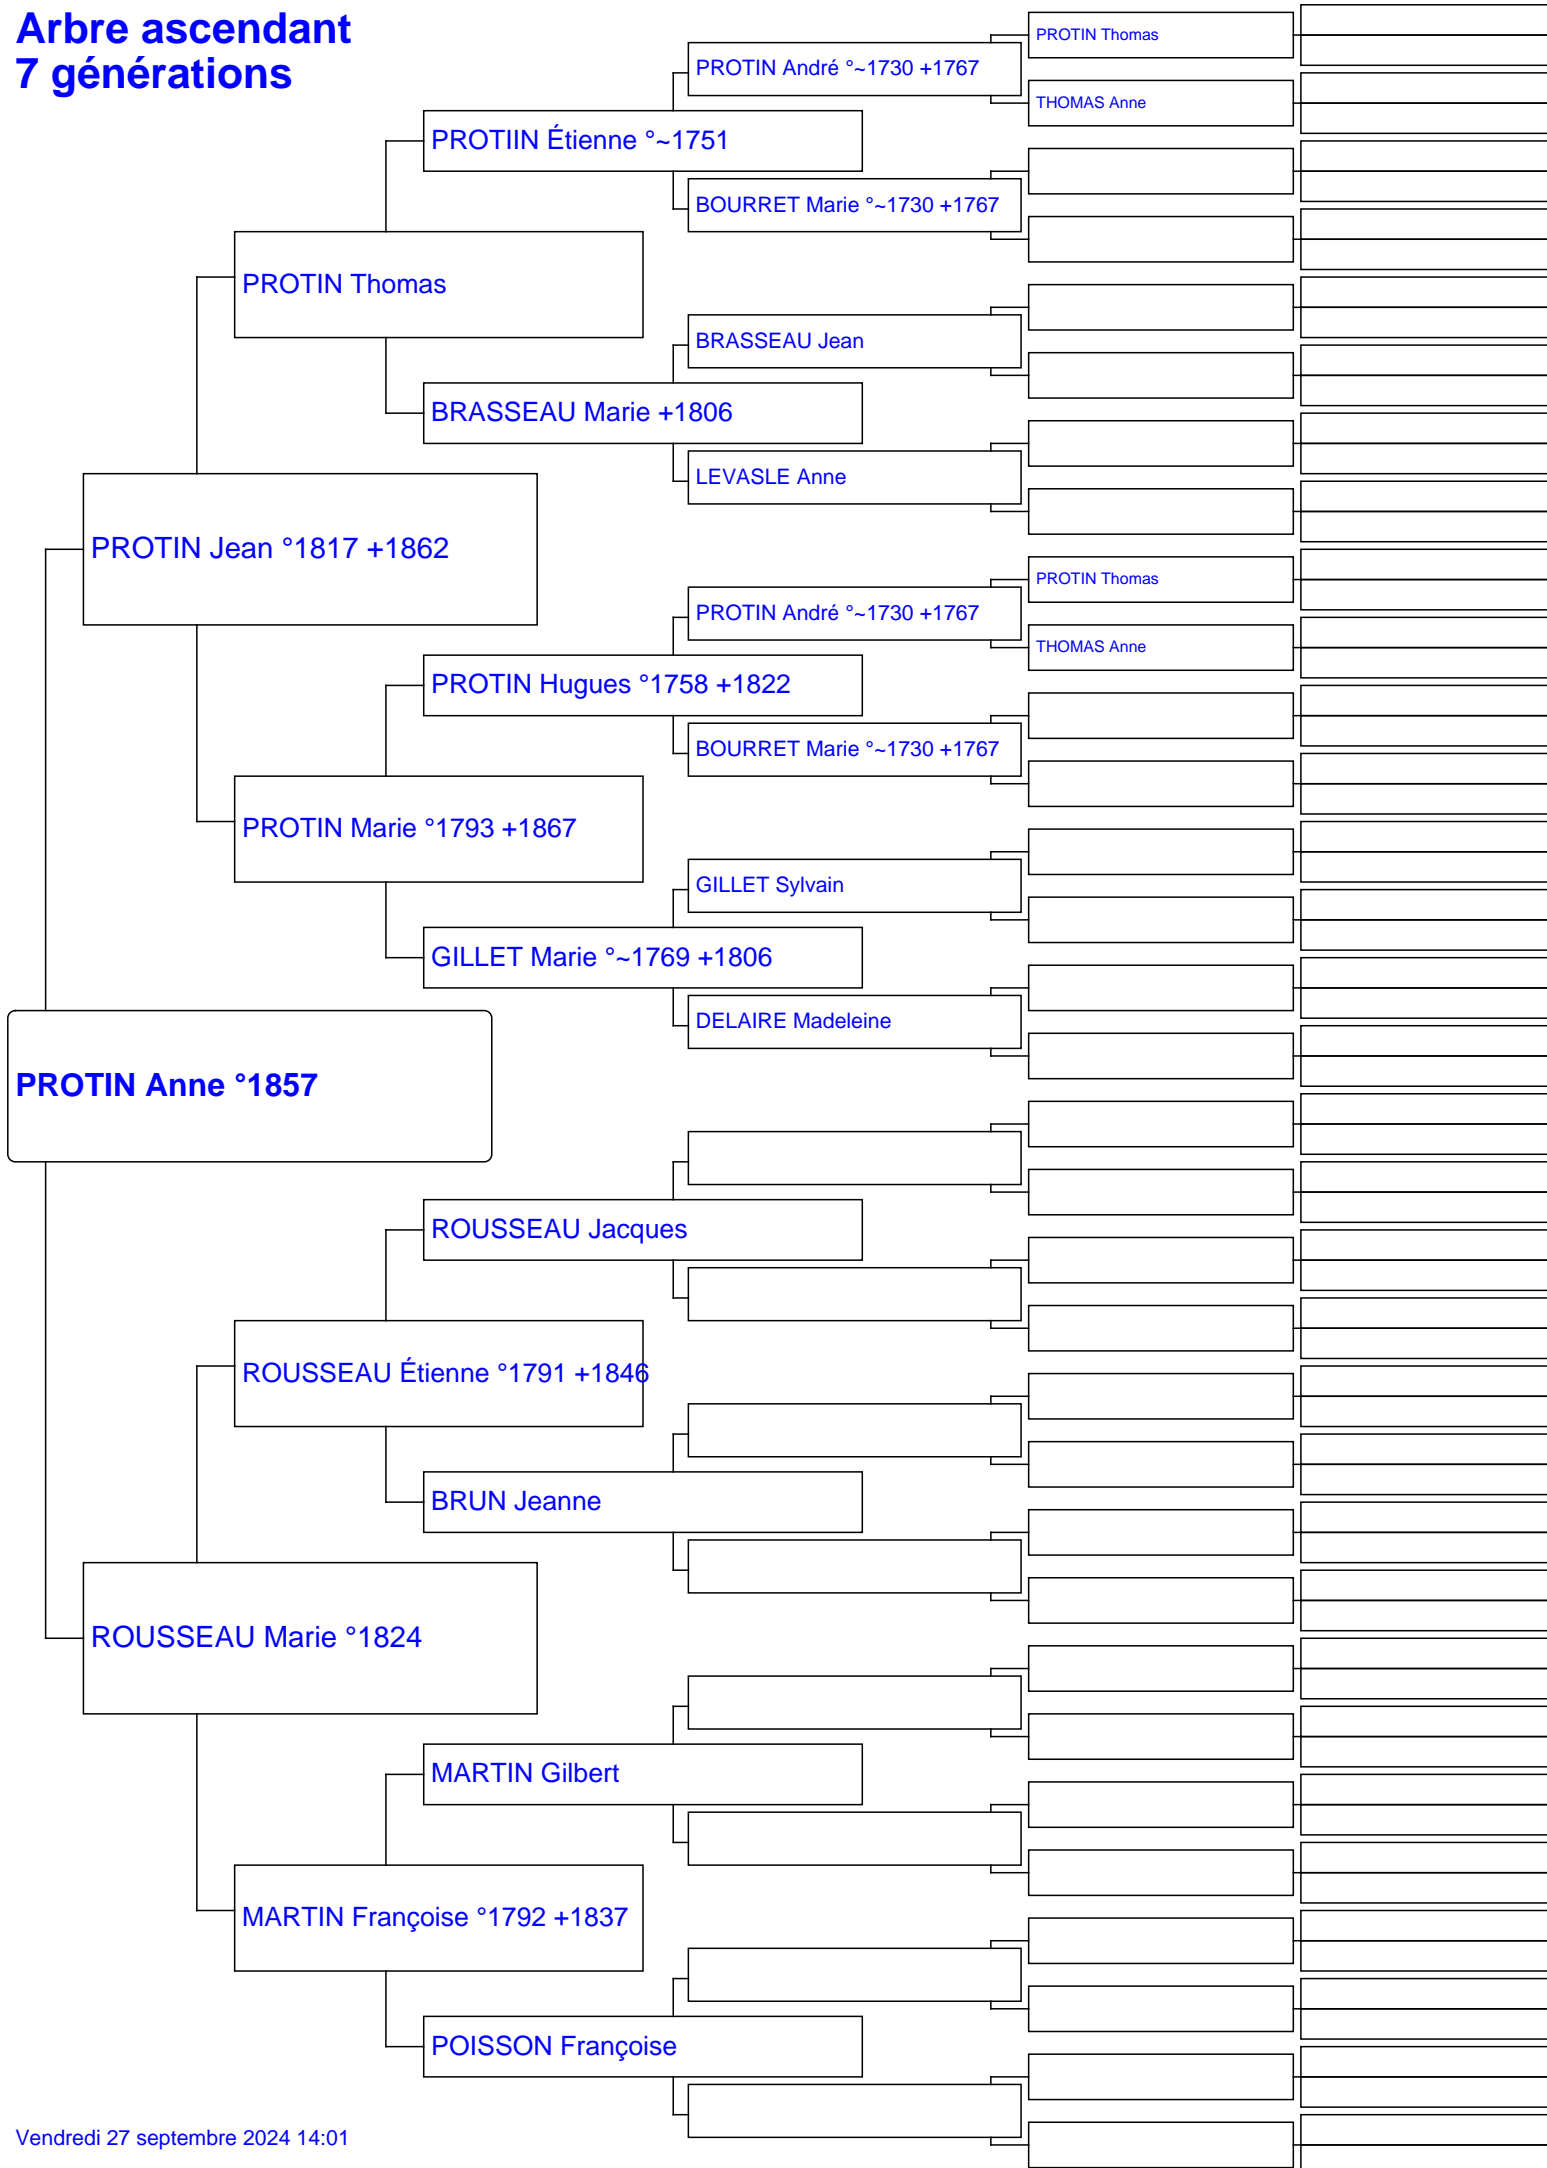 Arbre ascendant
7 générations
PROTIN Thomas
PROTIN André °~1730 +1767
THOMAS Anne
PROTIIN Étienne °~1751
BOURRET Marie °~1730 +1767
PROTIN Thomas
BRASSEAU Jean
BRASSEAU Marie +1806
LEVASLE Anne
PROTIN Jean °1817 +1862
PROTIN Thomas
PROTIN André °~1730 +1767
THOMAS Anne
PROTIN Hugues °1758 +1822
BOURRET Marie °~1730 +1767
PROTIN Marie °1793 +1867
GILLET Sylvain
GILLET Marie °~1769 +1806
DELAIRE Madeleine
PROTIN Anne °1857
ROUSSEAU Jacques
ROUSSEAU Étienne °1791 +1846
BRUN Jeanne
ROUSSEAU Marie °1824
MARTIN Gilbert
MARTIN Françoise °1792 +1837
POISSON Françoise
Vendredi 27 septembre 2024 14:01